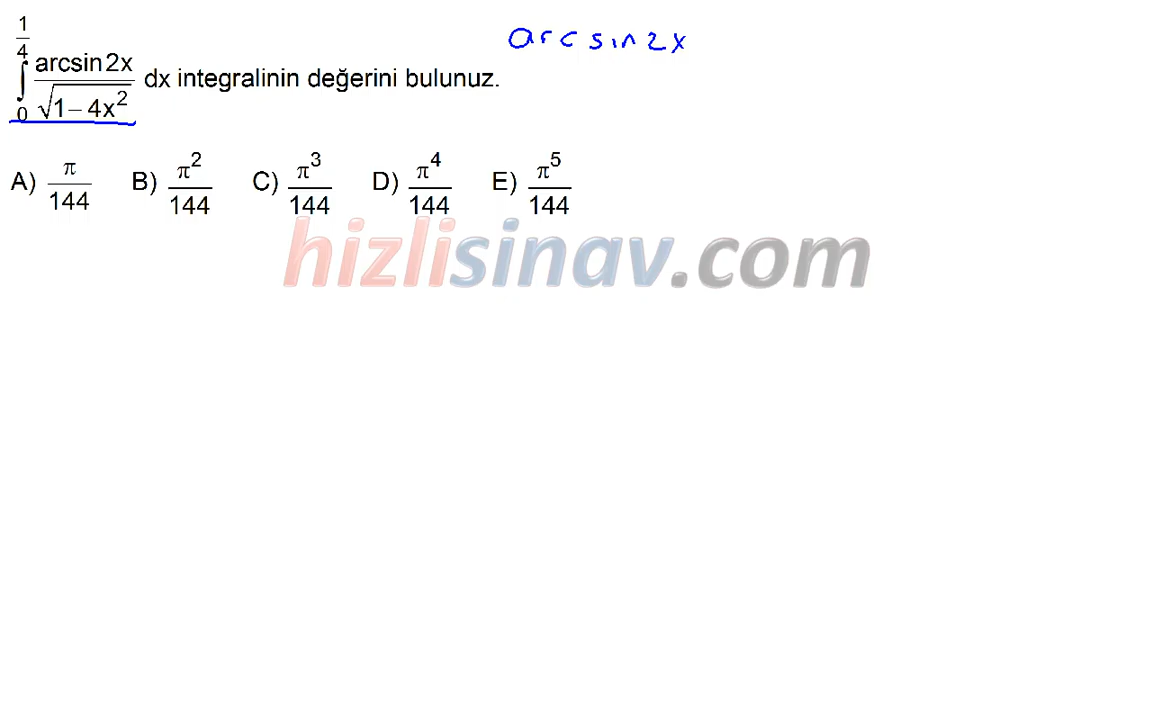 arcsin2x
∫₀^{1/4} arcsin2x / √(1–4x²) dx integralinin değerini bulunuz.
A) π/144 B) π²/144 C) π³/144 D) π⁴/144 E) π⁵/144
hizlisinav.com